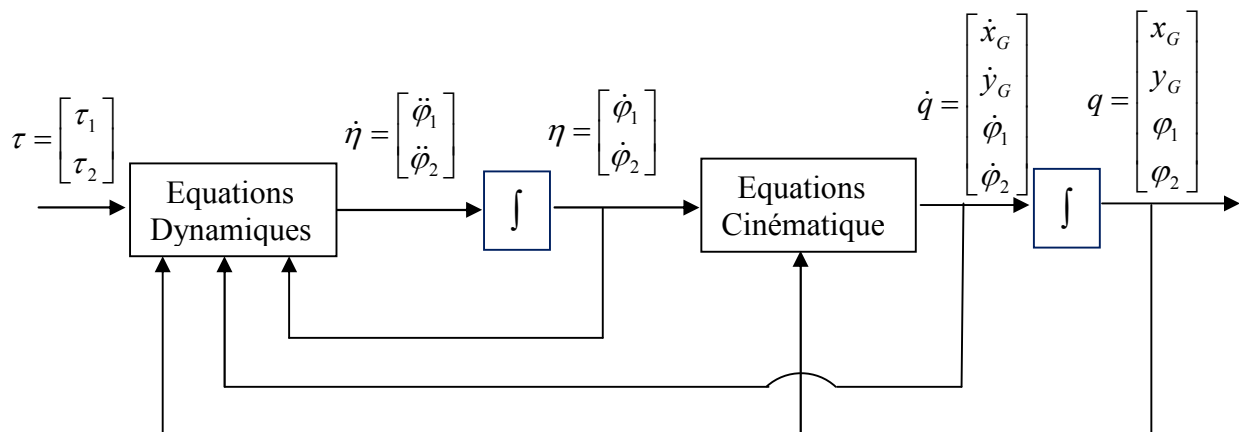 τ = [τ₁ τ₂]
Equations
Dynamiques
η̇ = [φ̈₁ φ̈₂]
∫
η = [φ̇₁ φ̇₂]
Equations
Cinématique
q̇ = [ẋ_G ẏ_G φ̇₁ φ̇₂]
∫
q = [x_G y_G φ₁ φ₂]